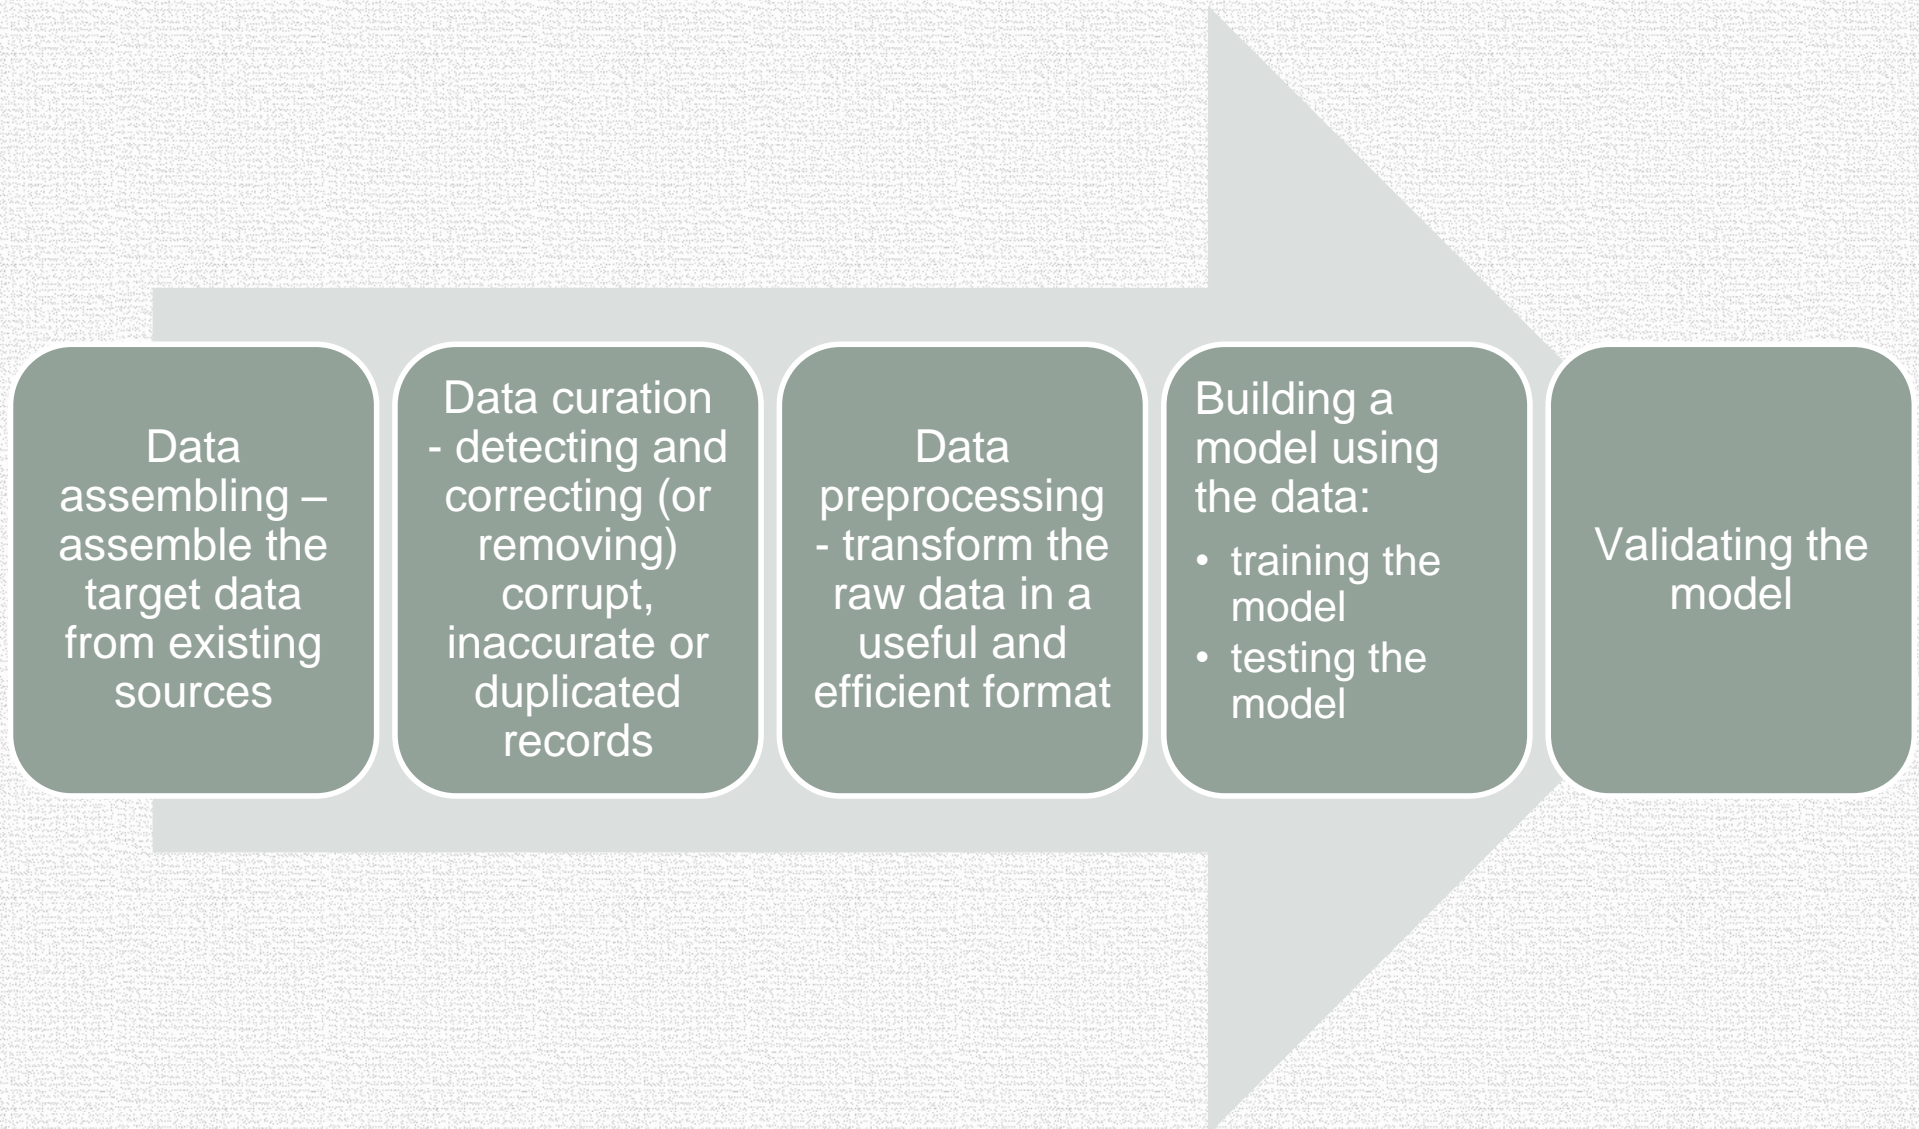 Data
assembling –
assemble the
target data
from existing
sources
Data curation
- detecting and
correcting (or
removing)
corrupt,
inaccurate or
duplicated
records
Data
preprocessing
- transform the
raw data in a
useful and
efficient format
Building a
model using
the data:
• training the
model
• testing the
model
Validating the
model